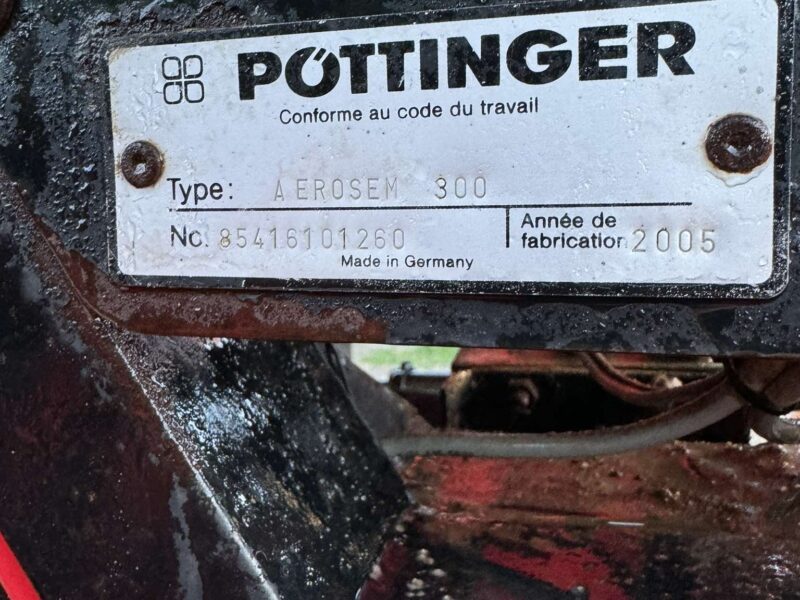 PÖTTINGER
Conforme au code du travail
Type: AEROSEM 300
No. 85416101260
Année de
fabrication 2005
Made in Germany